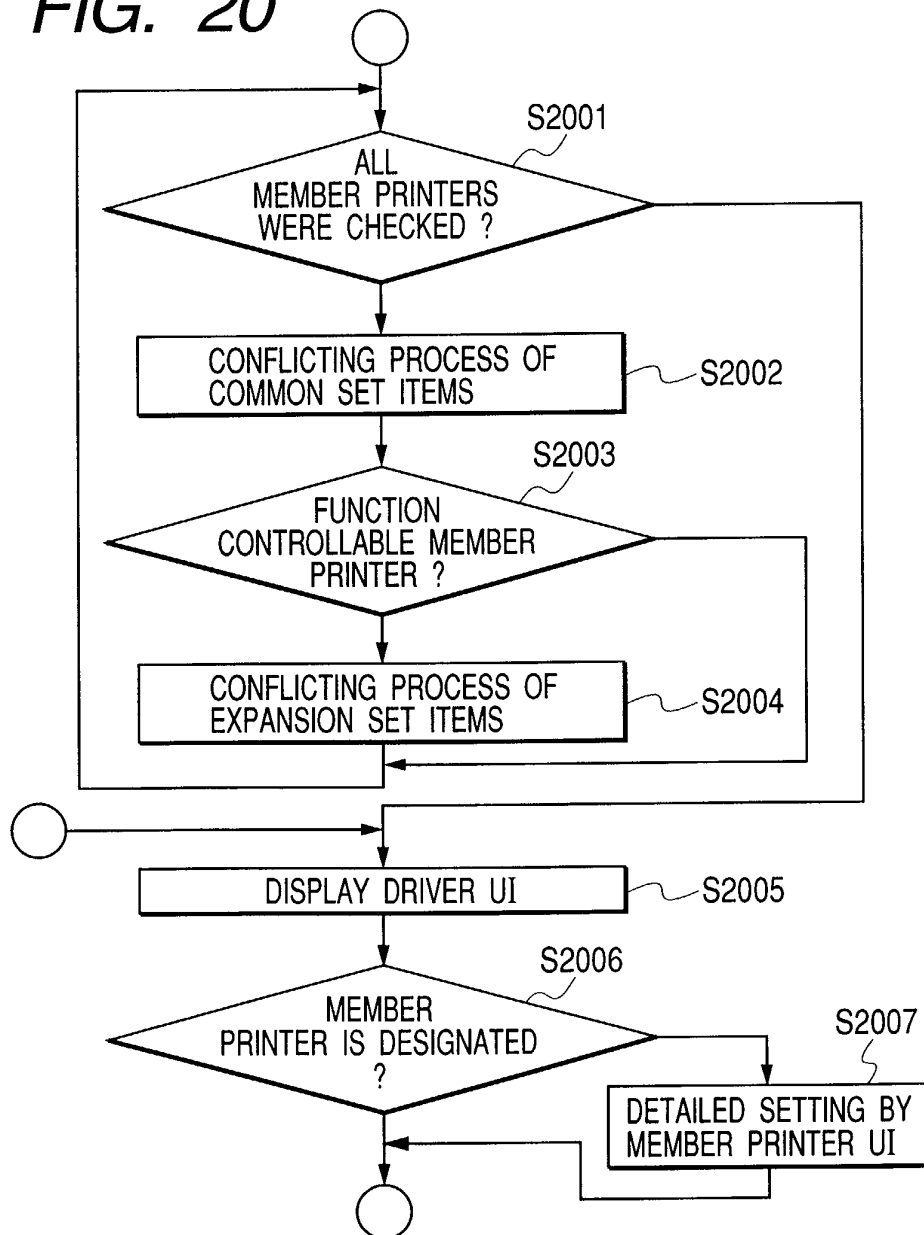 FIG. 20
S2001
ALL
MEMBER PRINTERS
WERE CHECKED ?
CONFLICTING PROCESS OF
COMMON SET ITEMS
S2002
S2003
FUNCTION
CONTROLLABLE MEMBER
PRINTER ?
CONFLICTING PROCESS OF
EXPANSION SET ITEMS
S2004
DISPLAY DRIVER UI
S2005
S2006
MEMBER
PRINTER IS DESIGNATED
?
S2007
DETAILED SETTING BY
MEMBER PRINTER UI